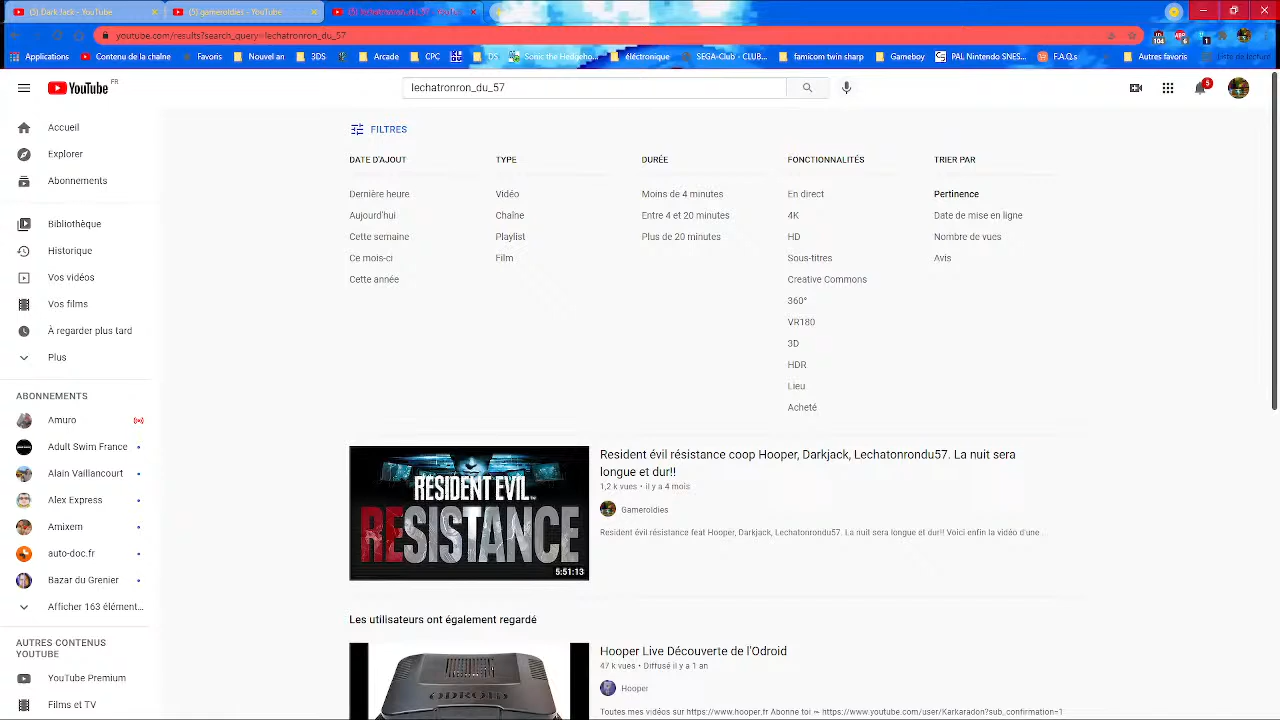 (5) Dark Jack - YouTube
(5) gameroldies - YouTube
youtube.com/results?search_query=lechatronron_du_57
Applications
Contenu de la chaîne
Favoris
Nouvel an
3DS
Arcade
CPC
DS
Sonic the Hedgeho...
éléctronique
SEGA-Club - CLUB...
famicom twin sharp
Gameboy
PAL Nintendo SNES...
F.A.Q.s
Autres favoris
Liste de lecture
YouTube FR
lechatronron_du_57
5
Accueil
Explorer
Abonnements
Bibliothèque
Historique
Vos vidéos
Vos films
À regarder plus tard
Plus
ABONNEMENTS
Amuro
Adult Swim France
Alain Vaillancourt
Alex Express
Amixem
auto-doc.fr
Bazar du Grenier
Afficher 163 élément...
AUTRES CONTENUS
YOUTUBE
YouTube Premium
Films et TV
FILTRES
DATE D'AJOUT
Dernière heure
Aujourd'hui
Cette semaine
Ce mois-ci
Cette année
TYPE
Vidéo
Chaîne
Playlist
Film
DURÉE
Moins de 4 minutes
Entre 4 et 20 minutes
Plus de 20 minutes
FONCTIONNALITÉS
En direct
4K
HD
Sous-titres
Creative Commons
360°
VR180
3D
HDR
Lieu
Acheté
TRIER PAR
Pertinence
Date de mise en ligne
Nombre de vues
Avis
RESIDENT EVIL
RESISTANCE
5:51:13
Resident évil résistance coop Hooper, Darkjack, Lechatonrondu57. La nuit sera
longue et dur!!
1,2 k vues • il y a 4 mois
Gameroldies
Resident évil résistance feat Hooper, Darkjack, Lechatonrondu57. La nuit sera longue et dur!! Voici enfin la vidéo d'une ...
Les utilisateurs ont également regardé
ODROID
Hooper Live Découverte de l'Odroid
47 k vues • Diffusé il y a 1 an
Hooper
Toutes mes vidéos sur https://www.hooper.fr Abonne toi ~ https://www.youtube.com/user/Karkaradon?sub_confirmation=1